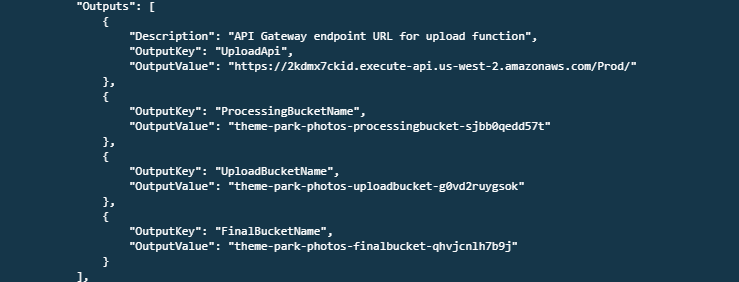 "Outputs": [
{
"Description": "API Gateway endpoint URL for upload function",
"OutputKey": "UploadApi",
"OutputValue": "https://2kdmx7ckid.execute-api.us-west-2.amazonaws.com/Prod/"
},
{
"OutputKey": "ProcessingBucketName",
"OutputValue": "theme-park-photos-processingbucket-sjbb0qedd57t"
},
{
"OutputKey": "UploadBucketName",
"OutputValue": "theme-park-photos-uploadbucket-g0vd2ruygsok"
},
{
"OutputKey": "FinalBucketName",
"OutputValue": "theme-park-photos-finalbucket-qhvjcnlh7b9j"
}
],